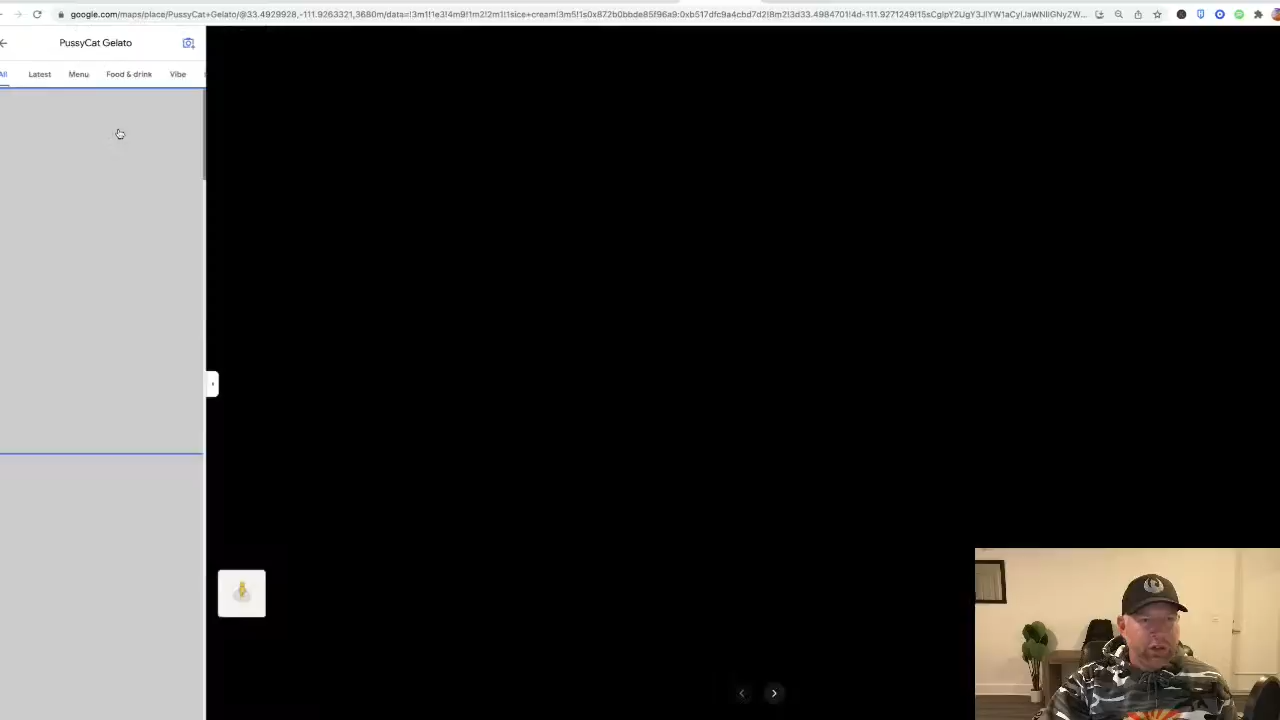 google.com/maps/place/PussyCat+Gelato/@33.4929928,-111.9263321,3680m/data=!3m1!1e3!4m9!1m2!2m1!1sice+cream!3m5!1s0x872b0bbde85f96a9:0xb517dfc9a4cbd7d2!8m2!3d33.4984701!4d-111.9271249!15sCglpY2UgY3JlYW1aCyIJaWNlIGNyZW...
PussyCat Gelato
All
Latest
Menu
Food & drink
Vibe